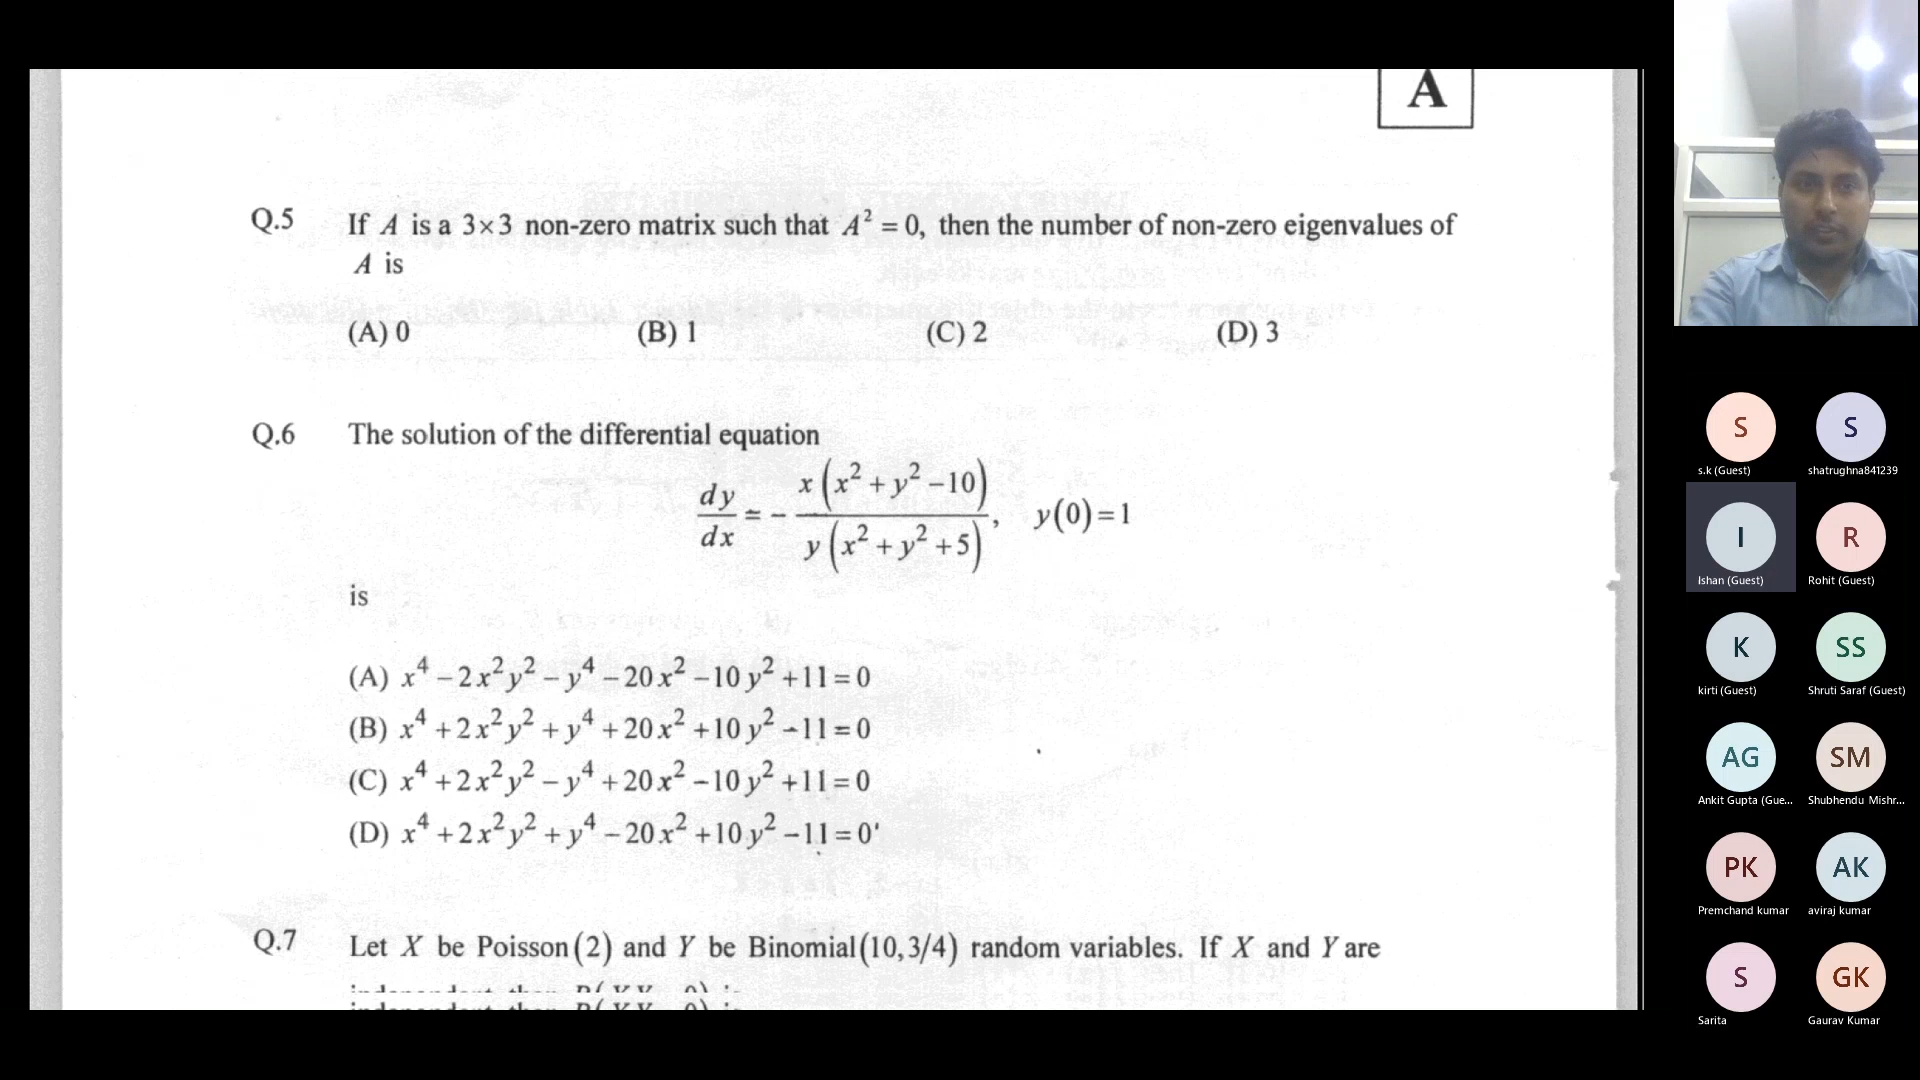 A
Q.5 If A is a 3×3 non-zero matrix such that A² = 0, then the number of non-zero eigenvalues of
A is
(A) 0 (B) 1 (C) 2 (D) 3
Q.6 The solution of the differential equation
dy/dx = − x(x² + y² − 10) / y(x² + y² + 5), y(0) = 1
is
(A) x⁴ − 2x²y² − y⁴ − 20x² − 10y² + 11 = 0
(B) x⁴ + 2x²y² + y⁴ + 20x² + 10y² − 11 = 0
(C) x⁴ + 2x²y² − y⁴ + 20x² − 10y² + 11 = 0
(D) x⁴ + 2x²y² + y⁴ − 20x² + 10y² − 11 = 0
Q.7 Let X be Poisson(2) and Y be Binomial(10, 3/4) random variables. If X and Y are
S
s.k (Guest)
S
shatrughna841239
I
Ishan (Guest)
R
Rohit (Guest)
K
kirti (Guest)
SS
Shruti Saraf (Guest)
AG
Ankit Gupta (Gue...
SM
Shubhendu Mishr...
PK
Premchand kumar
AK
aviraj kumar
S
Sarita
GK
Gaurav Kumar